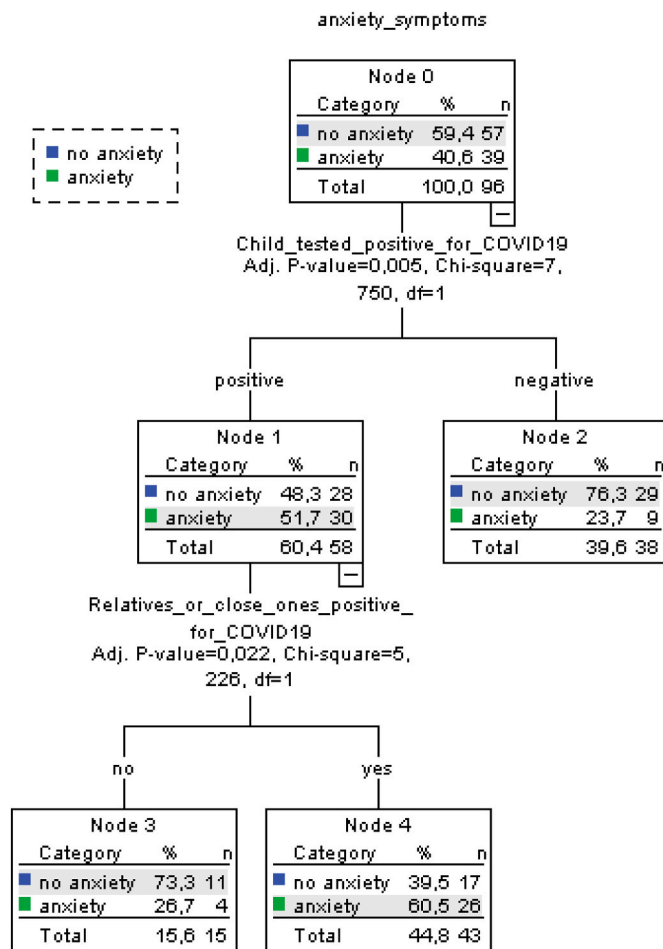 anxiety_symptoms
Node 0
Category % n
no anxiety 59,4 57
anxiety 40,6 39
Total 100,0 96
no anxiety
anxiety
Child_tested_positive_for_COVID19
Adj. P-value=0,005, Chi-square=7,
750, df=1
positive
negative
Node 1
Category % n
no anxiety 48,3 28
anxiety 51,7 30
Total 60,4 58
Node 2
Category % n
no anxiety 76,3 29
anxiety 23,7 9
Total 39,6 38
Relatives_or_close_ones_positive_
for_COVID19
Adj. P-value=0,022, Chi-square=5,
226, df=1
no
yes
Node 3
Category % n
no anxiety 73,3 11
anxiety 26,7 4
Total 15,6 15
Node 4
Category % n
no anxiety 39,5 17
anxiety 60,5 26
Total 44,8 43